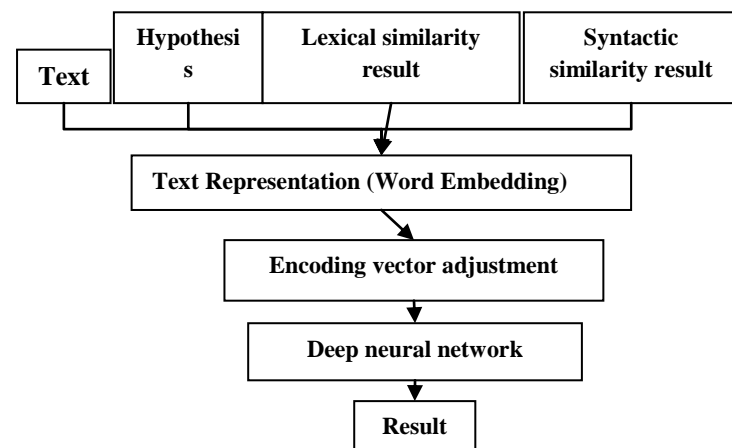 Text
Hypothesi
s
Lexical similarity
result
Syntactic
similarity result
Text Representation (Word Embedding)
Encoding vector adjustment
Deep neural network
Result